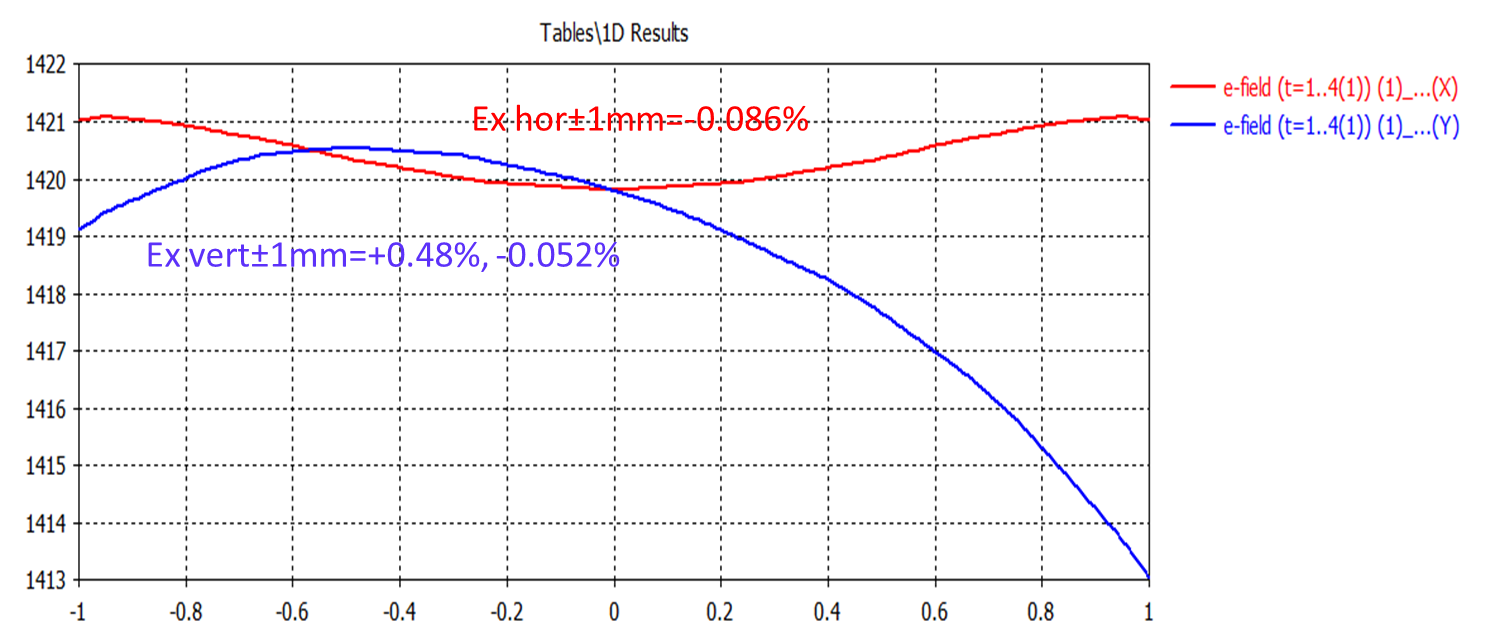 Tables\1D Results
1422
1421
1420
1419
1418
1417
1416
1415
1414
1413
Ex hor±1mm=-0.086%
Ex vert±1mm=+0.48%, -0.052%
e-field (t=1..4(1)) (1)_...(X)
e-field (t=1..4(1)) (1)_...(Y)
-1 -0.8 -0.6 -0.4 -0.2 0 0.2 0.4 0.6 0.8 1